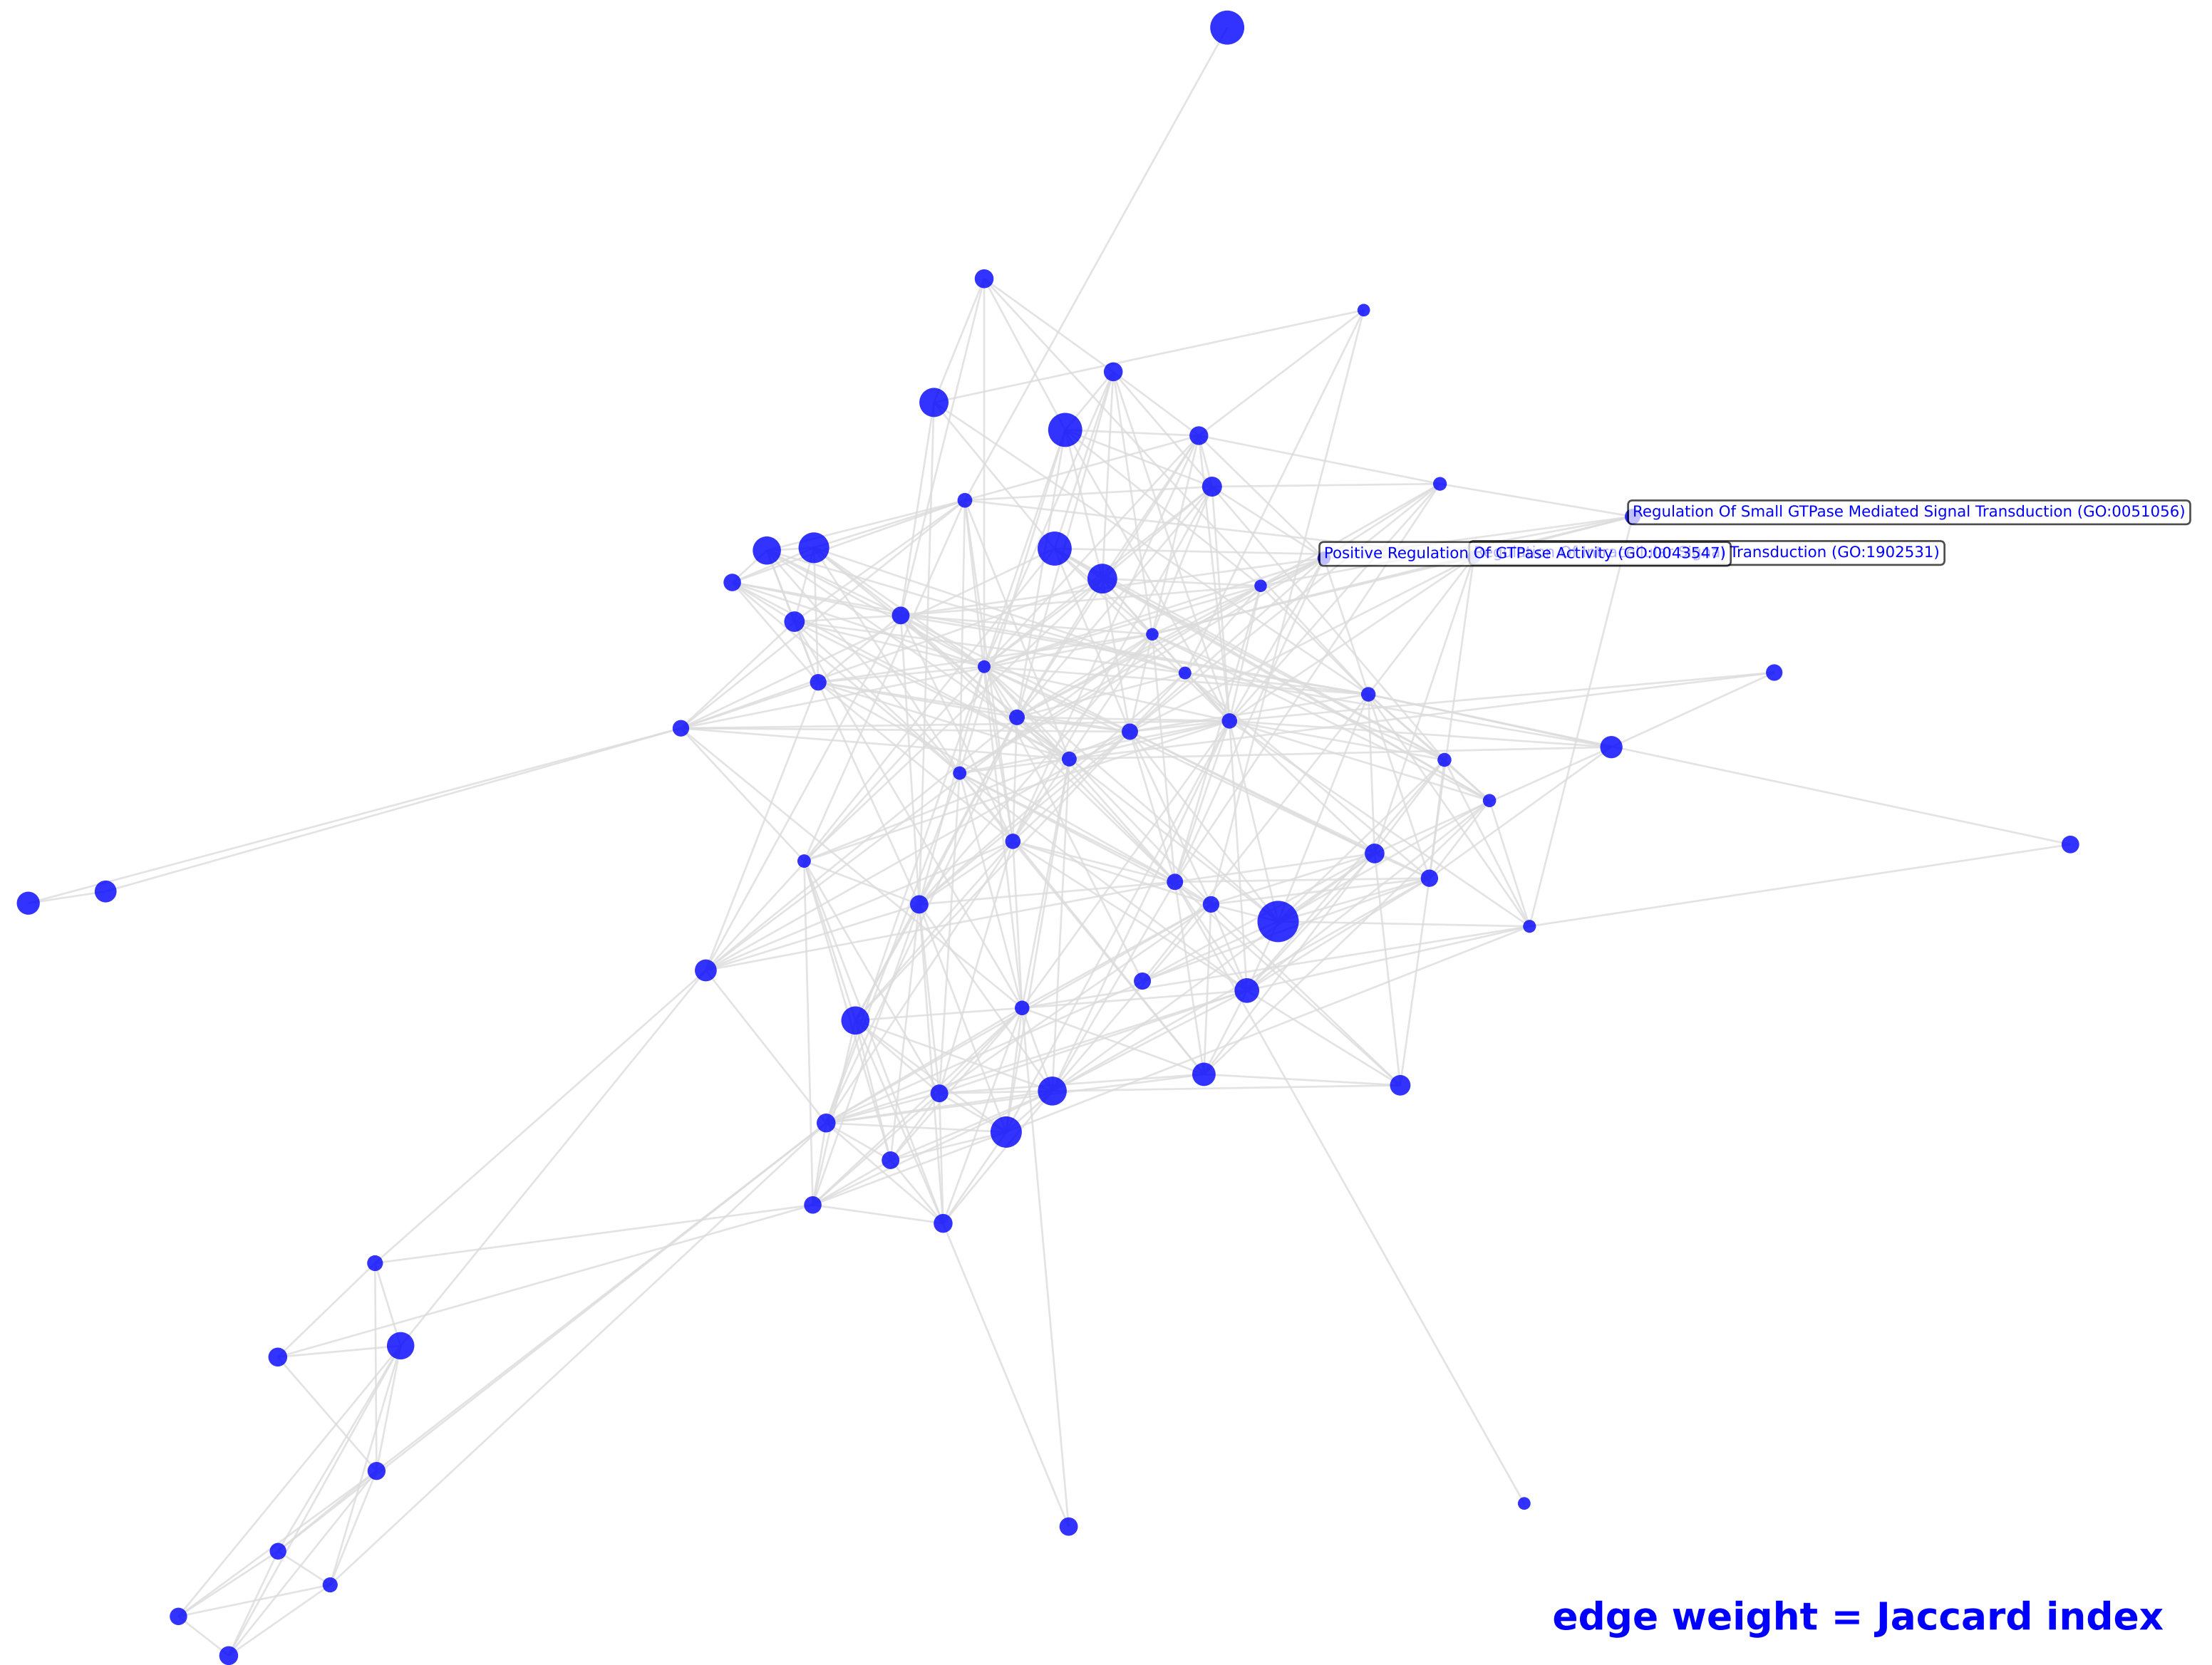 Regulation Of Small GTPase Mediated Signal Transduction (GO:0051056)
Positive Regulation Of GTPase Activity (GO:0043547)
Transduction (GO:1902531)
edge weight = Jaccard index